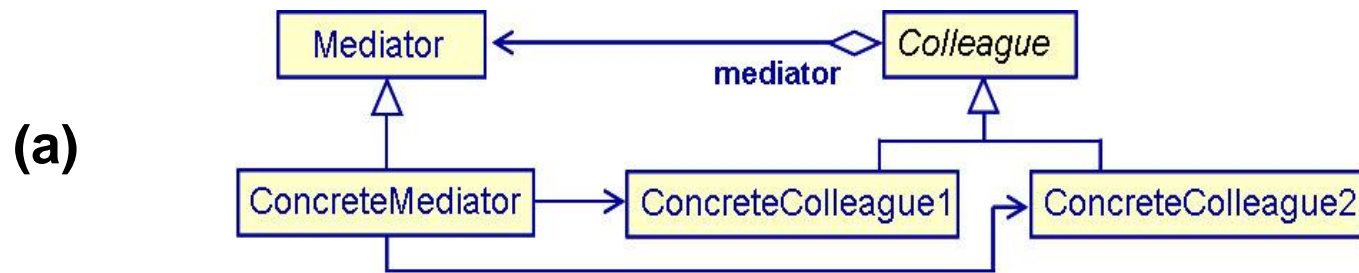 Mediator
Colleague
mediator
(a)
ConcreteMediator
ConcreteColleague1
ConcreteColleague2